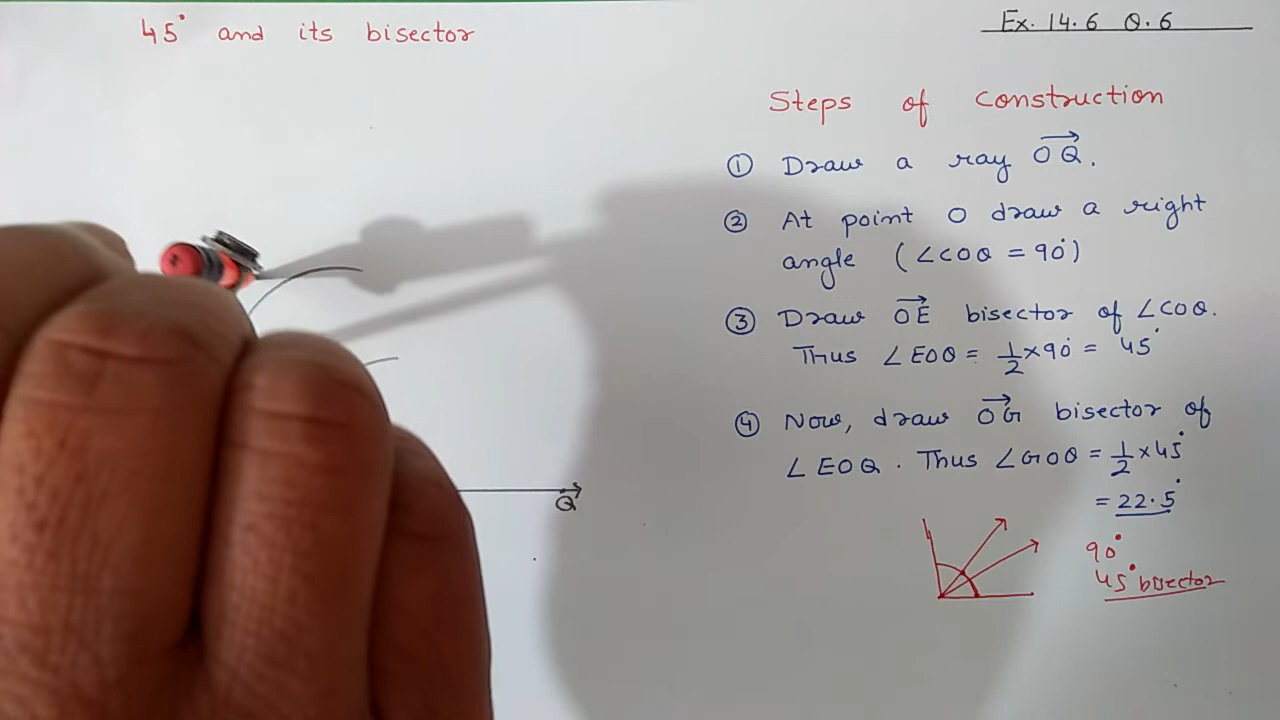 45° and its bisector
Ex. 14.6 Q.6
Steps of Construction
① Draw a ray OQ→.
② At point O draw a right
angle (∠COQ = 90°)
③ Draw OE→ bisector of ∠COQ.
Thus ∠EOQ = 1/2 × 90° = 45°
④ Now, draw OG→ bisector of
∠EOQ. Thus ∠GOQ = 1/2 × 45°
= 22.5°
90°
45° bisector
Q